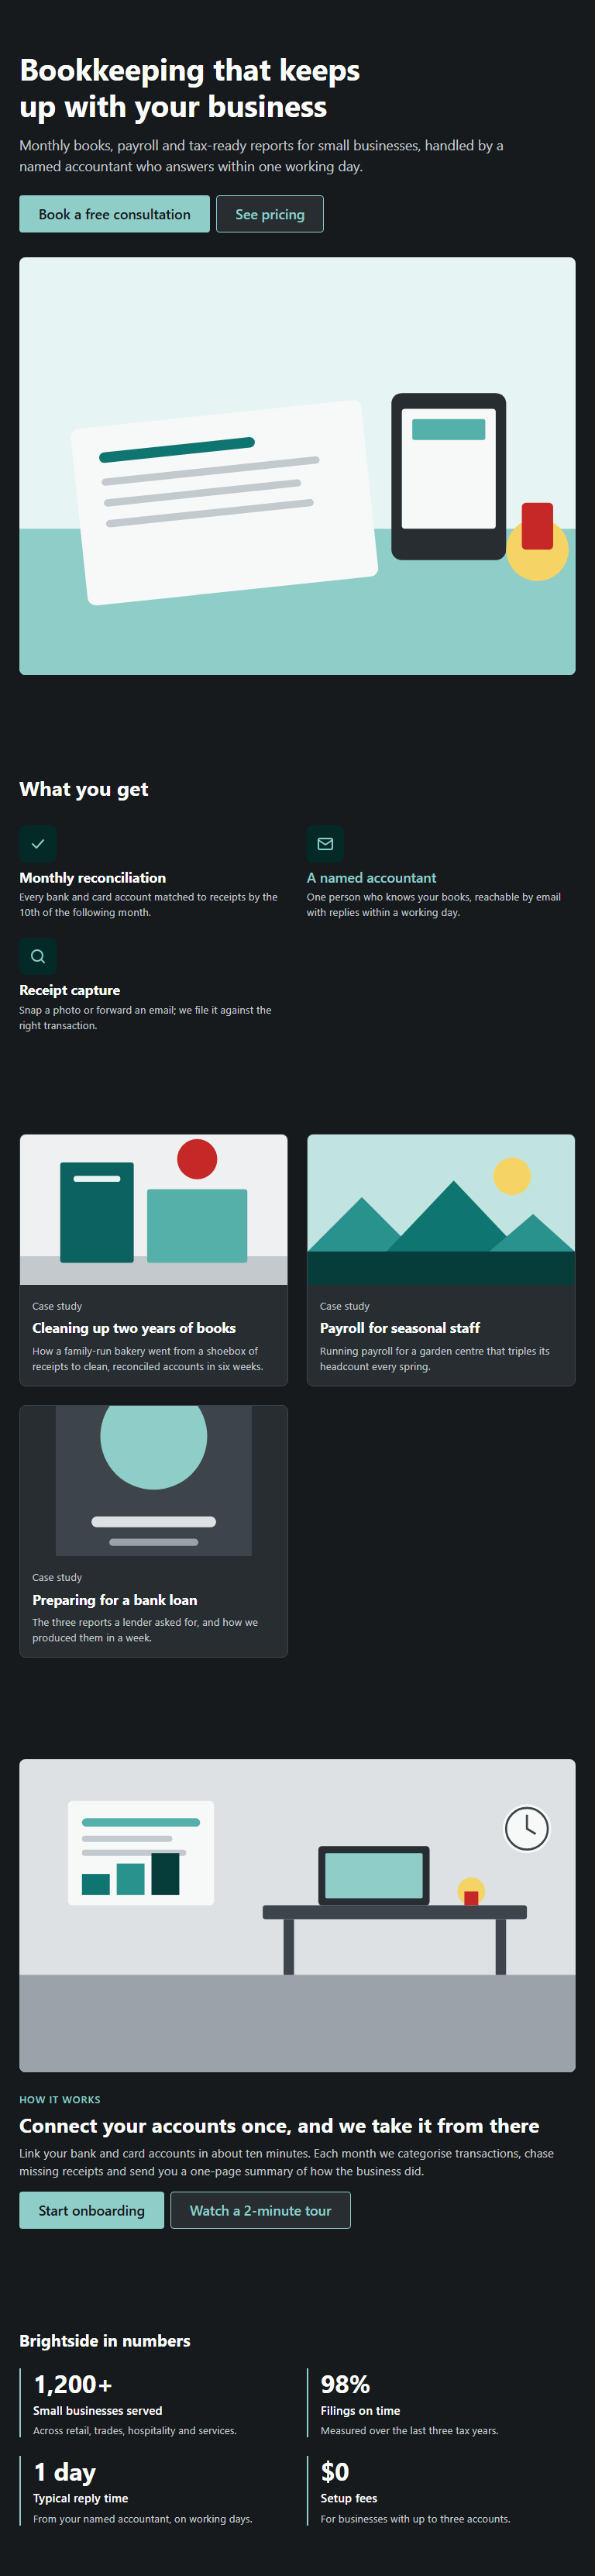 Bookkeeping that keeps
up with your business
Monthly books, payroll and tax-ready reports for small businesses, handled by a
named accountant who answers within one working day.
Book a free consultation
See pricing
What you get
Monthly reconciliation
Every bank and card account matched to receipts by the
10th of the following month.
A named accountant
One person who knows your books, reachable by email
with replies within a working day.
Receipt capture
Snap a photo or forward an email; we file it against the
right transaction.
Case study
Cleaning up two years of books
How a family-run bakery went from a shoebox of
receipts to clean, reconciled accounts in six weeks.
Case study
Payroll for seasonal staff
Running payroll for a garden centre that triples its
headcount every spring.
Case study
Preparing for a bank loan
The three reports a lender asked for, and how we
produced them in a week.
HOW IT WORKS
Connect your accounts once, and we take it from there
Link your bank and card accounts in about ten minutes. Each month we categorise transactions, chase
missing receipts and send you a one-page summary of how the business did.
Start onboarding
Watch a 2-minute tour
Brightside in numbers
1,200+
Small businesses served
Across retail, trades, hospitality and services.
98%
Filings on time
Measured over the last three tax years.
1 day
Typical reply time
From your named accountant, on working days.
$0
Setup fees
For businesses with up to three accounts.